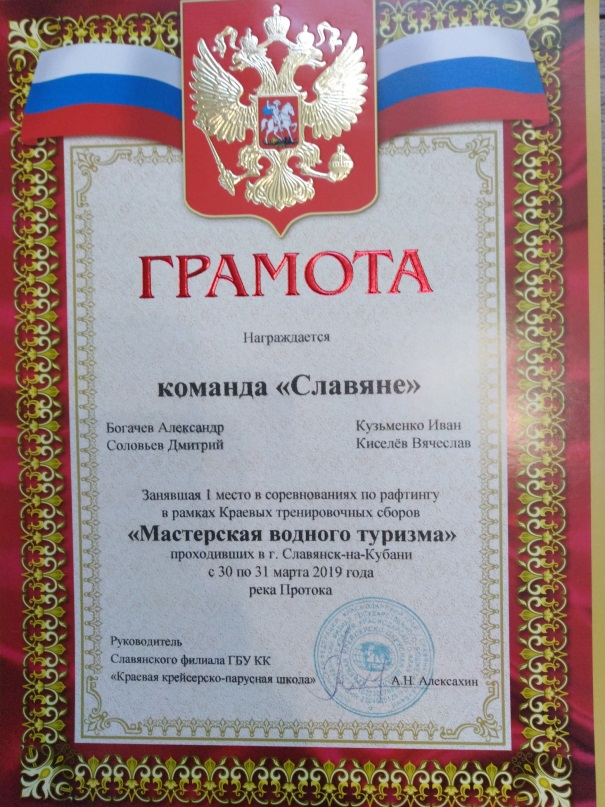 ГРАМОТА
Награждается
команда «Славяне»
Богачев Александр Кузьменко Иван
Соловьев Дмитрий Киселёв Вячеслав
Занявшая 1 место в соревнованиях по рафтингу
в рамках Краевых тренировочных сборов
«Мастерская водного туризма»
проходивших в г. Славянск-на-Кубани
с 30 по 31 марта 2019 года
река Протока
Руководитель
Славянского филиала ГБУ КК
«Краевая крейсерско-парусная школа» А.Н. Алексахин